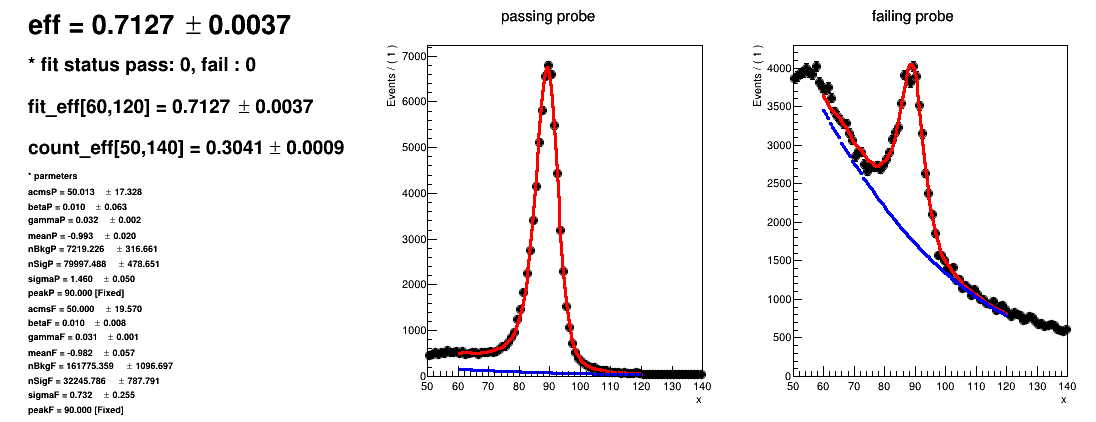 eff = 0.7127 ± 0.0037
* fit status pass: 0, fail : 0
fit_eff[60,120] = 0.7127 ± 0.0037
count_eff[50,140] = 0.3041 ± 0.0009
* parmeters
acmsP = 50.013 ± 17.328
betaP = 0.010 ± 0.063
gammaP = 0.032 ± 0.002
meanP = -0.993 ± 0.020
nBkgP = 7219.226 ± 316.661
nSigP = 79997.488 ± 478.651
sigmaP = 1.460 ± 0.050
peakP = 90.000 [Fixed]
acmsF = 50.000 ± 19.570
betaF = 0.010 ± 0.008
gammaF = 0.031 ± 0.001
meanF = -0.982 ± 0.057
nBkgF = 161775.359 ± 1096.697
nSigF = 32245.786 ± 787.791
sigmaF = 0.732 ± 0.255
peakF = 90.000 [Fixed]
passing probe
Events / ( 1 )
7000
6000
5000
4000
3000
2000
1000
0
50 60 70 80 90 100 110 120 130 140
x
failing probe
Events / ( 1 )
4000
3500
3000
2500
2000
1500
1000
500
0
50 60 70 80 90 100 110 120 130 140
x